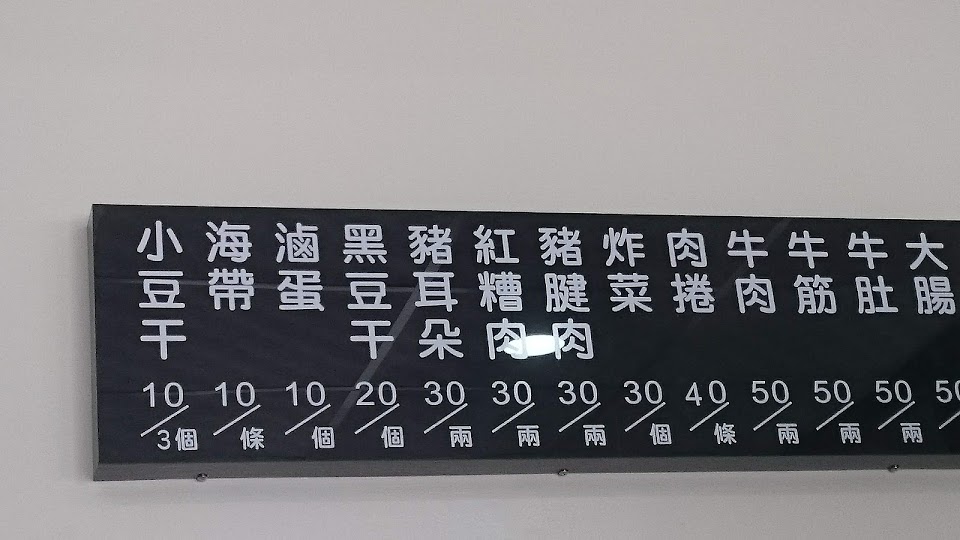 小豆干 10/3個
海帶 10/條
滷蛋 10/個
黑豆干 20/個
豬耳朵 30/兩
紅糟肉 30/兩
豬腱肉 30/兩
炸菜 30/個
肉捲 40/條
牛肉 50/兩
牛筋 50/兩
牛肚 50/兩
大腸 50/